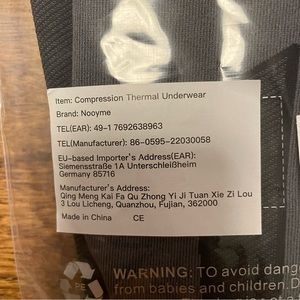 Item: Compression Thermal Underwear
Brand: Nooyme
TEL(EAR): 49-1 7692638963
TEL(Manufacturer): 86-0595-22030058
EU-based Importer's Address(EAR):
Siemensstraße 1A Unterschleißheim
Germany 85716
Manufacturer's Address:
Qing Meng Kai Fa Qu Zhong Yi Ji Tuan Xie Zi Lou
3 Lou Licheng, Quanzhou, Fujian, 362000
Made in China CE
WARNING: TO avoid
from babies and children.
PE